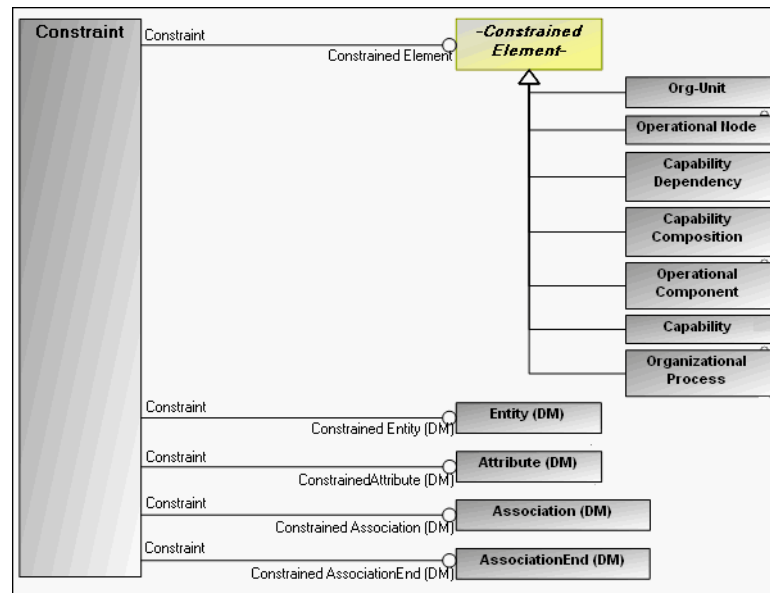 Constraint
Constraint
Constrained Element
-Constrained
Element-
Org-Unit
Operational Node
Capability
Dependency
Capability
Composition
Operational
Component
Capability
Organizational
Process
Constraint
Constrained Entity (DM)
Entity (DM)
Constraint
ConstrainedAttribute (DM)
Attribute (DM)
Constraint
Constrained Association (DM)
Association (DM)
Constraint
Constrained AssociationEnd (DM)
AssociationEnd (DM)